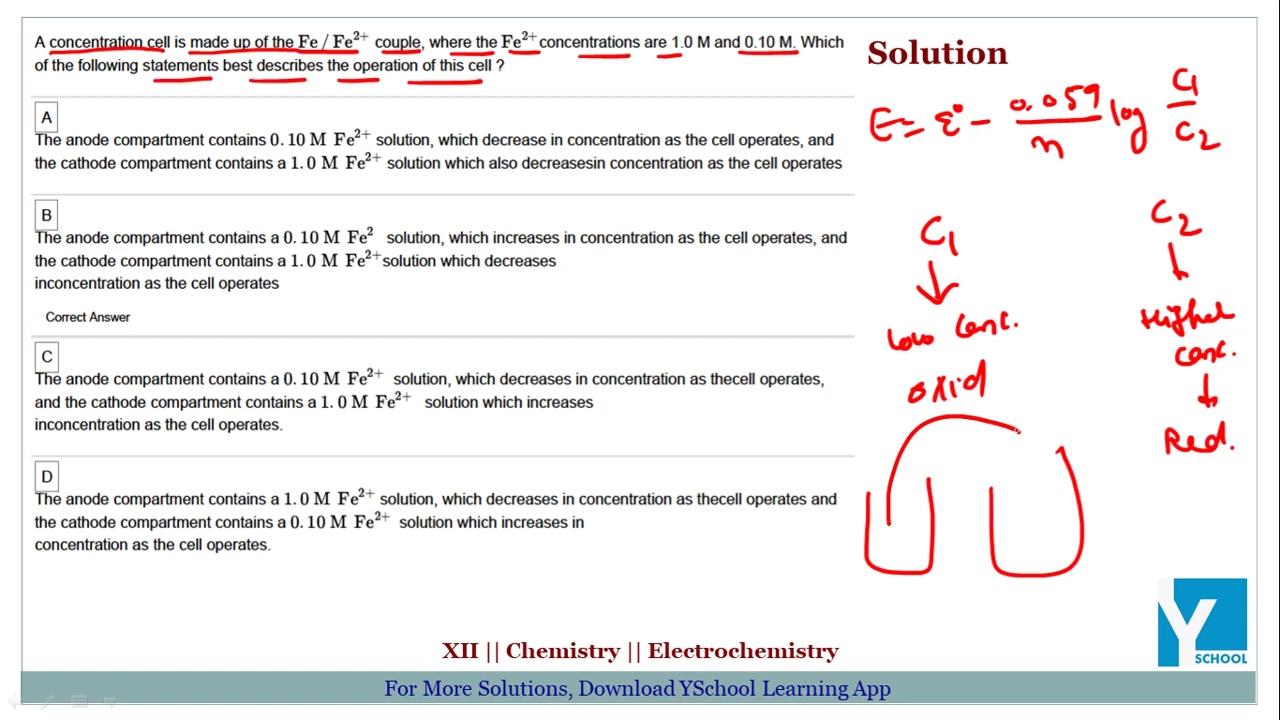 A concentration cell is made up of the Fe / Fe²⁺ couple, where the Fe²⁺ concentrations are 1.0 M and 0.10 M. Which
of the following statements best describes the operation of this cell ?
A
The anode compartment contains 0.10 M Fe²⁺ solution, which decrease in concentration as the cell operates, and
the cathode compartment contains a 1.0 M Fe²⁺ solution which also decreasesin concentration as the cell operates
B
The anode compartment contains a 0.10 M Fe² solution, which increases in concentration as the cell operates, and
the cathode compartment contains a 1.0 M Fe²⁺solution which decreases
inconcentration as the cell operates
Correct Answer
C
The anode compartment contains a 0.10 M Fe²⁺ solution, which decreases in concentration as thecell operates,
and the cathode compartment contains a 1.0 M Fe²⁺ solution which increases
inconcentration as the cell operates.
D
The anode compartment contains a 1.0 M Fe²⁺ solution, which decreases in concentration as thecell operates and
the cathode compartment contains a 0.10 M Fe²⁺ solution which increases in
concentration as the cell operates.
Solution
E = E° - 0.059/n log C1/C2
C1
C2
Low Conc.
Higher
Conc.
oxid
Red.
Y
SCHOOL
XII || Chemistry || Electrochemistry
For More Solutions, Download YSchool Learning App